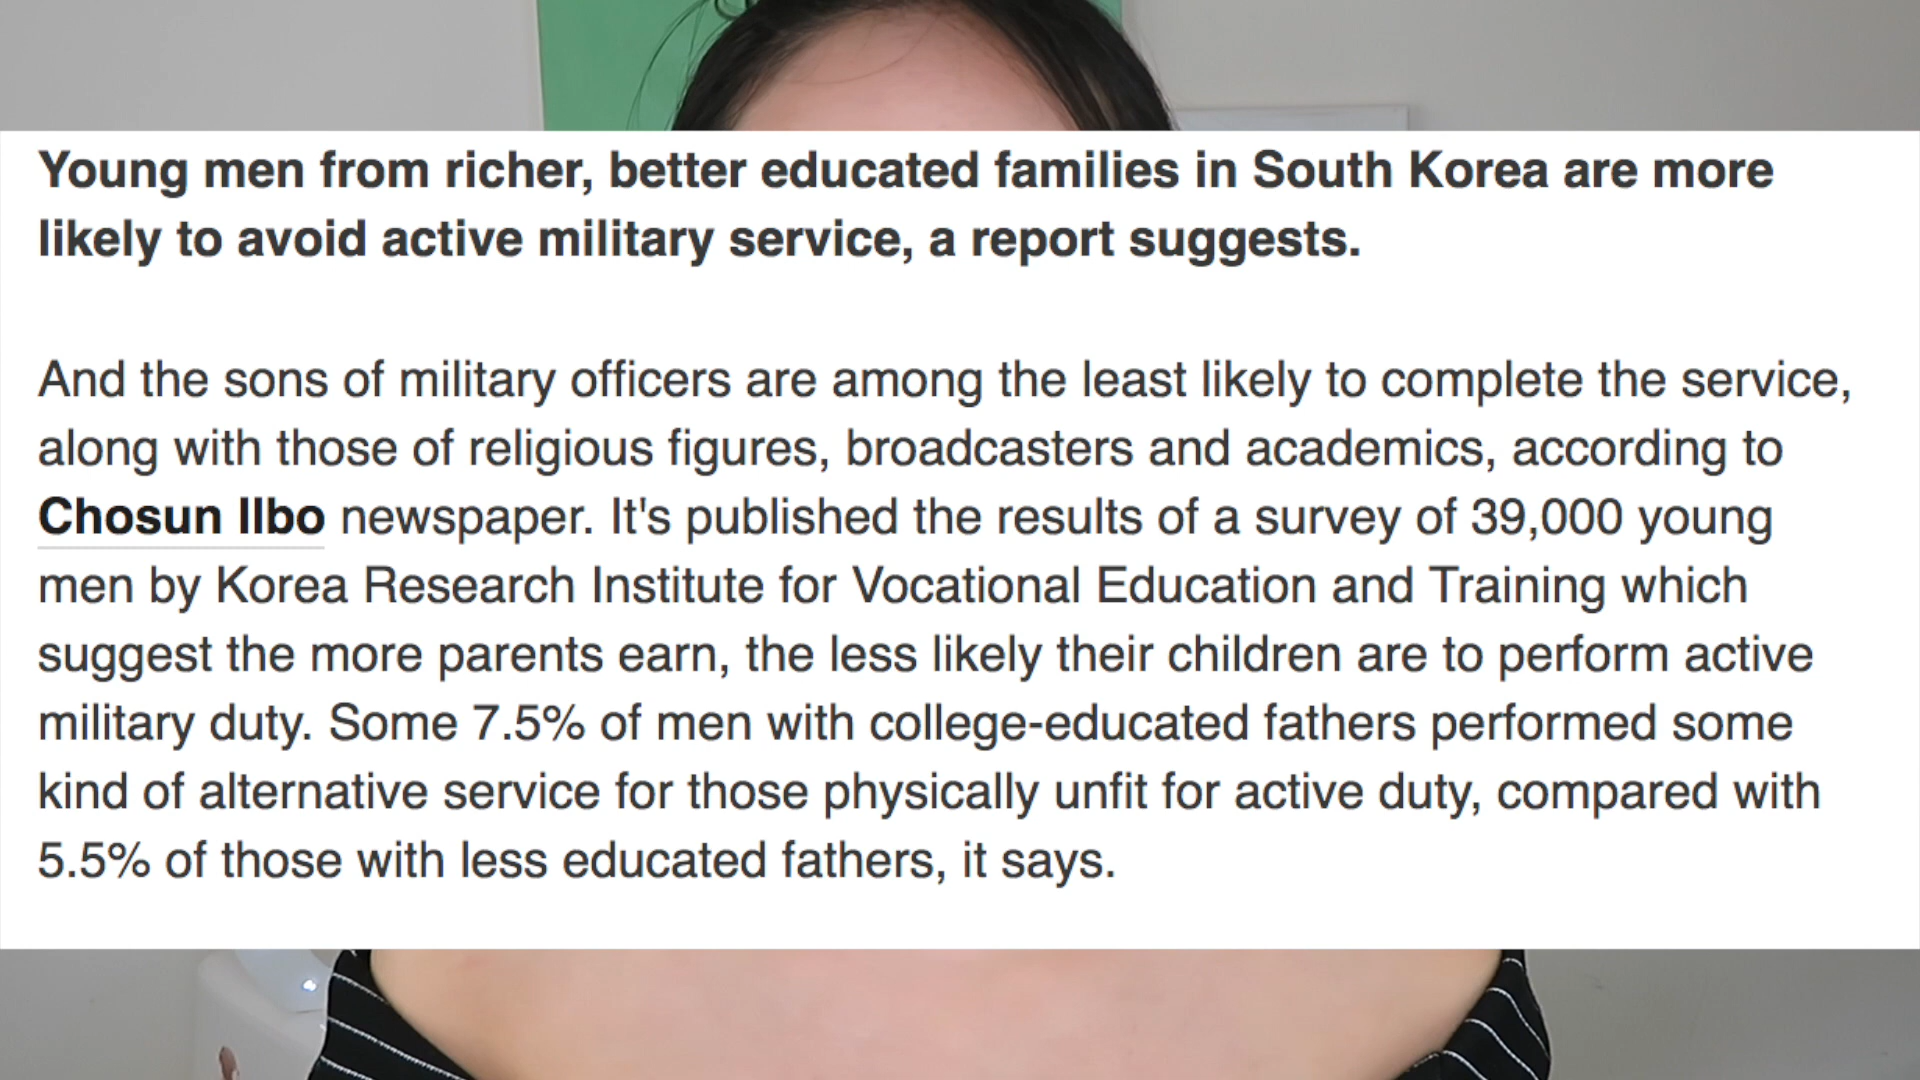 Young men from richer, better educated families in South Korea are more
likely to avoid active military service, a report suggests.
And the sons of military officers are among the least likely to complete the service,
along with those of religious figures, broadcasters and academics, according to
Chosun Ilbo newspaper. It's published the results of a survey of 39,000 young
men by Korea Research Institute for Vocational Education and Training which
suggest the more parents earn, the less likely their children are to perform active
military duty. Some 7.5% of men with college-educated fathers performed some
kind of alternative service for those physically unfit for active duty, compared with
5.5% of those with less educated fathers, it says.